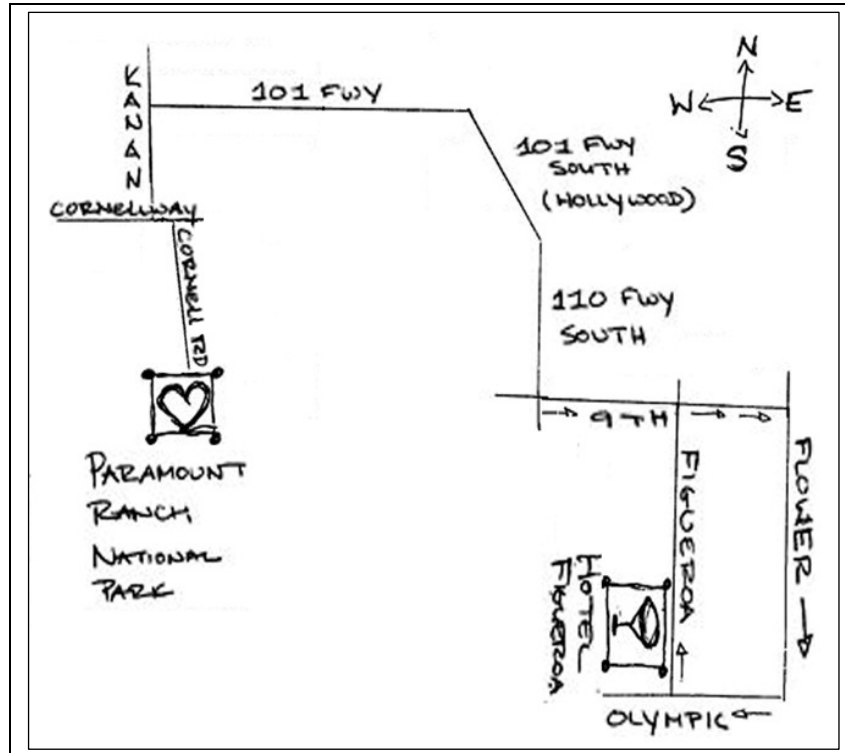 KANAN
101 FWY
N
W
E
S
101 FWY
SOUTH
(HOLLYWOOD)
CORNELLWAY
CORNELL RD
110 FWY
SOUTH
9TH
PARAMOUNT
RANCH
NATIONAL
PARK
FIGUEROA
FLOWER
HOTEL
FIGUEROA
OLYMPIC